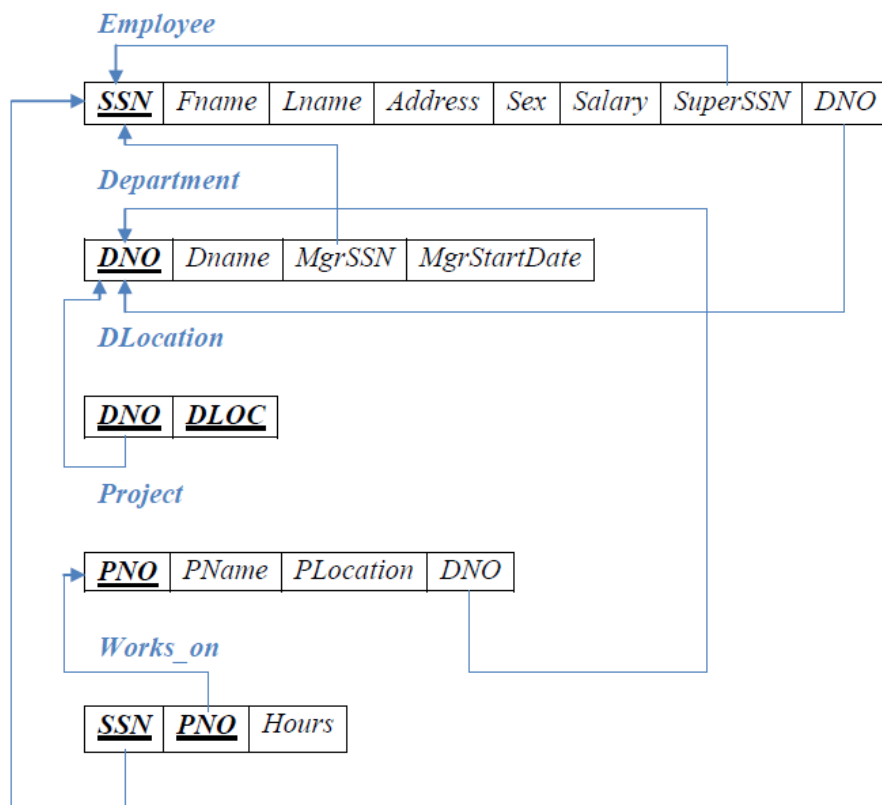 Employee
SSN Fname Lname Address Sex Salary SuperSSN DNO
Department
DNO Dname MgrSSN MgrStartDate
DLocation
DNO DLOC
Project
PNO PName PLocation DNO
Works_on
SSN PNO Hours